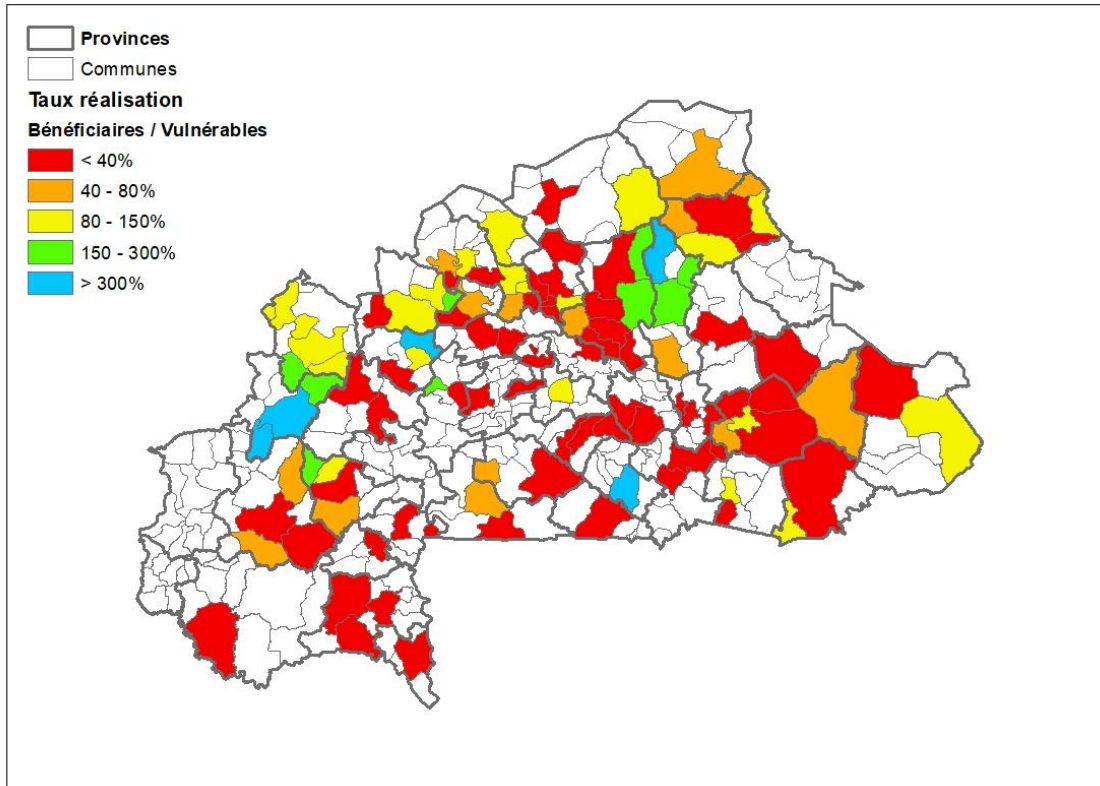 Provinces
Communes
Taux réalisation
Bénéficiaires / Vulnérables
< 40%
40 - 80%
80 - 150%
150 - 300%
> 300%